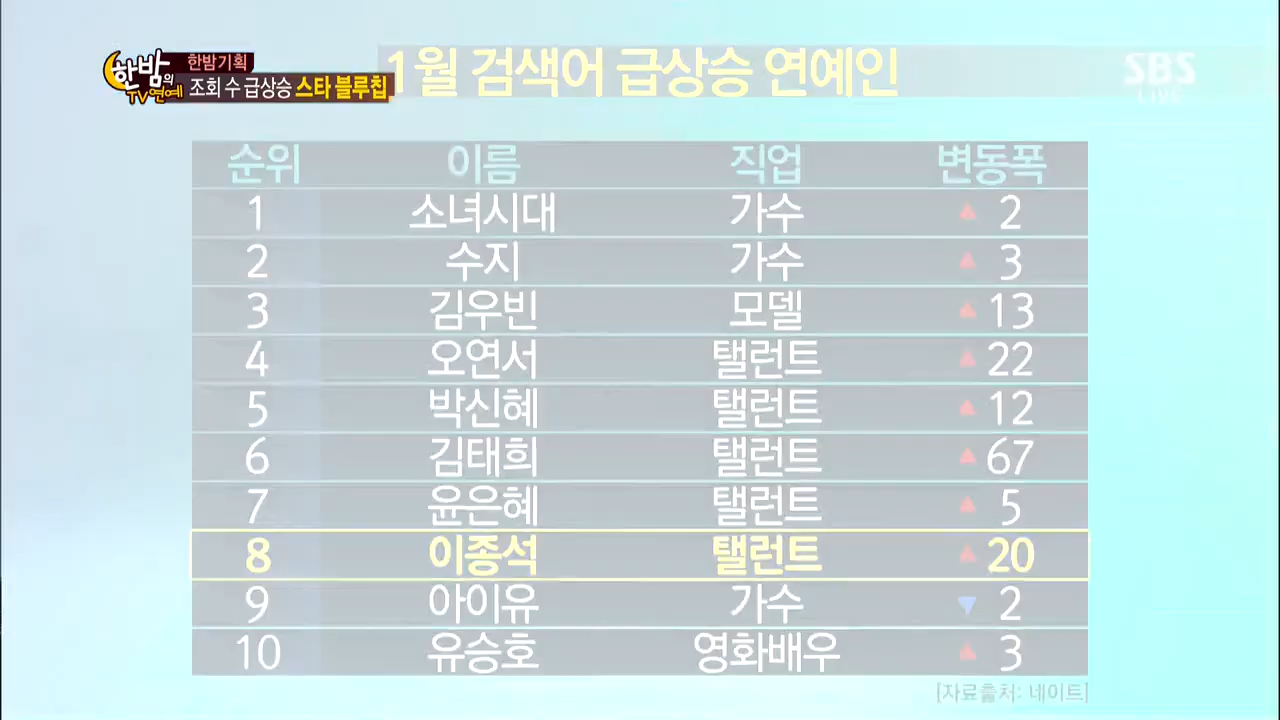 한밤의
TV연예
한밤기획
조회 수 급상승 스타 블루칩
1월 검색어 급상승 연예인
SBS
LIVE
순위 이름 직업 변동폭
1 소녀시대 가수 ▲ 2
2 수지 가수 ▲ 3
3 김우빈 모델 ▲ 13
4 오연서 탤런트 ▲ 22
5 박신혜 탤런트 ▲ 12
6 김태희 탤런트 ▲ 67
7 윤은혜 탤런트 ▲ 5
8 이종석 탤런트 ▲ 20
9 아이유 가수 ▼ 2
10 유승호 영화배우 ▲ 3
[자료출처: 네이트]